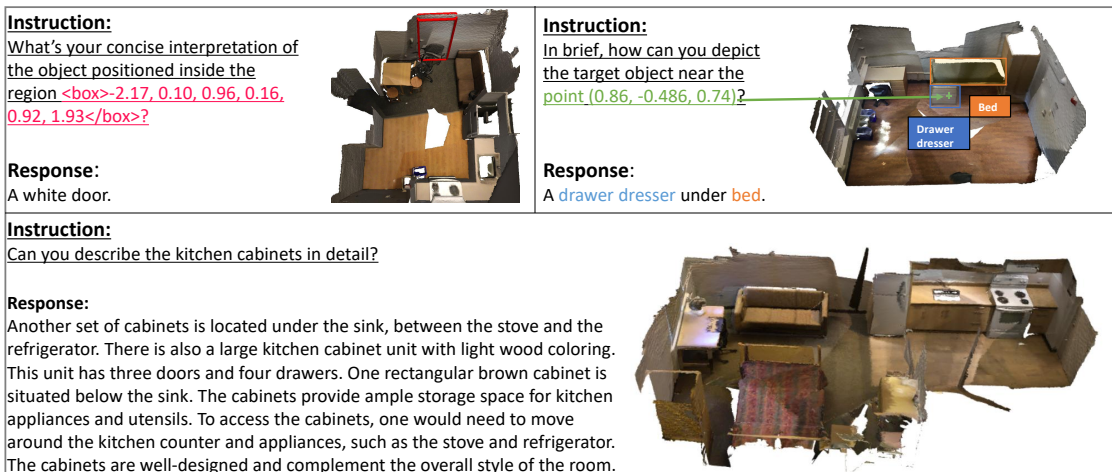 Instruction:
What's your concise interpretation of
the object positioned inside the
region <box>-2.17, 0.10, 0.96, 0.16,
0.92, 1.93</box>?
Response:
A white door.
Instruction:
In brief, how can you depict
the target object near the
point (0.86, -0.486, 0.74)?
Bed
Drawer
dresser
Response:
A drawer dresser under bed.
Instruction:
Can you describe the kitchen cabinets in detail?
Response:
Another set of cabinets is located under the sink, between the stove and the
refrigerator. There is also a large kitchen cabinet unit with light wood coloring.
This unit has three doors and four drawers. One rectangular brown cabinet is
situated below the sink. The cabinets provide ample storage space for kitchen
appliances and utensils. To access the cabinets, one would need to move
around the kitchen counter and appliances, such as the stove and refrigerator.
The cabinets are well-designed and complement the overall style of the room.